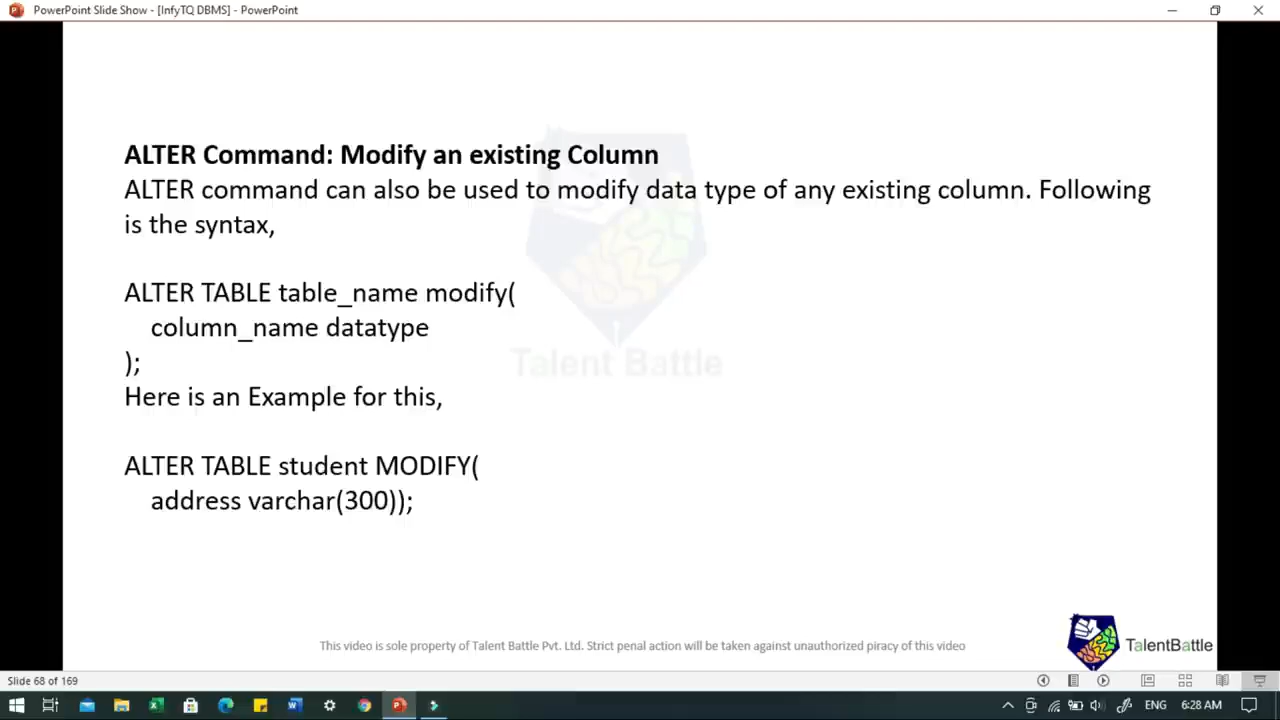 PowerPoint Slide Show - [InfyTQ DBMS] - PowerPoint
ALTER Command: Modify an existing Column
ALTER command can also be used to modify data type of any existing column. Following
is the syntax,
ALTER TABLE table_name modify(
column_name datatype
);
Here is an Example for this,
ALTER TABLE student MODIFY(
address varchar(300));
Talent Battle
This video is sole property of Talent Battle Pvt. Ltd. Strict penal action will be taken against unauthorized piracy of this video
TalentBattle
Slide 68 of 169
ENG 6:28 AM